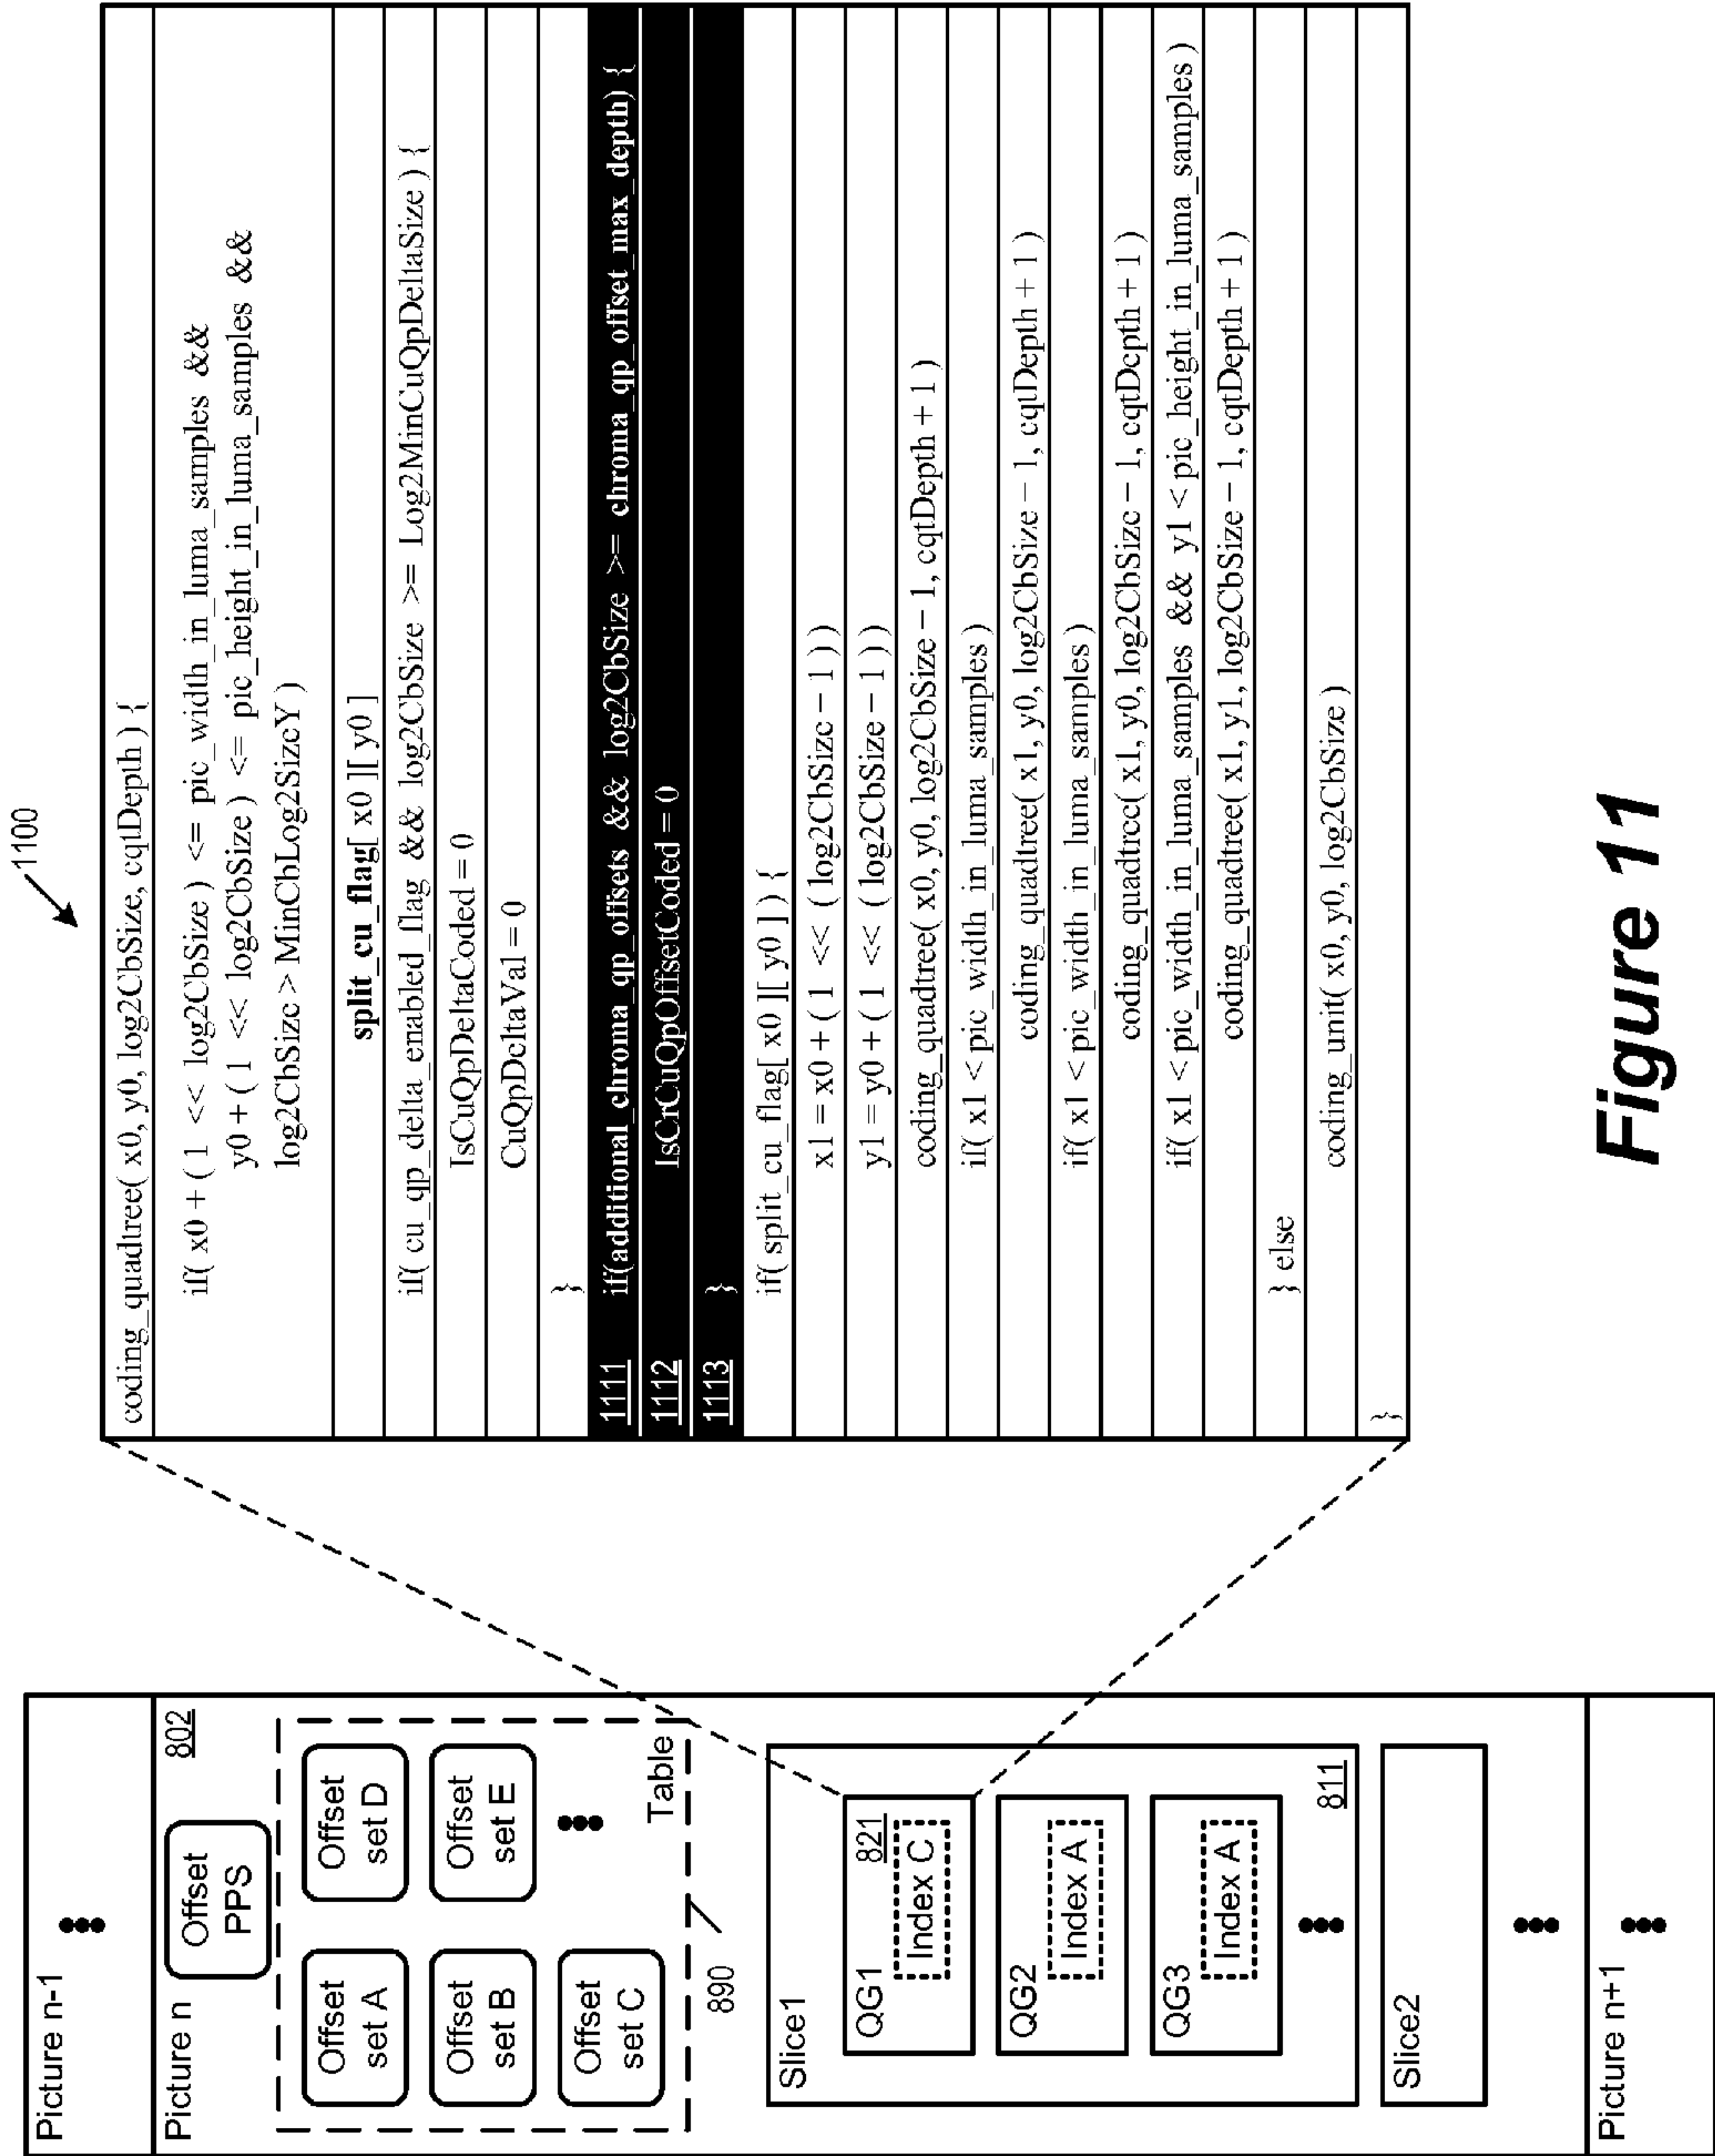 Picture n-1
Picture n
802
Offset
PPS
Offset
set A
Offset
set D
Offset
set B
Offset
set E
Offset
set C
Table
890
Slice1
QG1
821
Index C
QG2
Index A
QG3
Index A
811
Slice2
Picture n+1
1100
coding_quadtree( x0, y0, log2CbSize, cqtDepth ) {
if( x0 + ( 1 << log2CbSize ) <= pic_width_in_luma_samples &&
y0 + ( 1 << log2CbSize ) <= pic_height_in_luma_samples &&
log2CbSize > MinCbLog2SizeY )
split_cu_flag[ x0 ][ y0 ]
if( cu_qp_delta_enabled_flag && log2CbSize >= Log2MinCuQpDeltaSize ) {
IsCuQpDeltaCoded = 0
CuQpDeltaVal = 0
}
1111 if(additional_chroma_qp_offsets && log2CbSize >= chroma_qp_offset_max_depth) {
1112 IsCrCuQpOffsetCoded = 0
1113 }
if( split_cu_flag[ x0 ][ y0 ] ) {
x1 = x0 + ( 1 << ( log2CbSize − 1 ) )
y1 = y0 + ( 1 << ( log2CbSize − 1 ) )
coding_quadtree( x0, y0, log2CbSize − 1, cqtDepth + 1 )
if( x1 < pic_width_in_luma_samples )
coding_quadtree( x1, y0, log2CbSize − 1, cqtDepth + 1 )
if( x1 < pic_width_in_luma_samples )
coding_quadtree( x1, y0, log2CbSize − 1, cqtDepth + 1 )
if( x1 < pic_width_in_luma_samples && y1 < pic_height_in_luma_samples )
coding_quadtree( x1, y1, log2CbSize − 1, cqtDepth + 1 )
} else
coding_unit( x0, y0, log2CbSize )
}
Figure 11